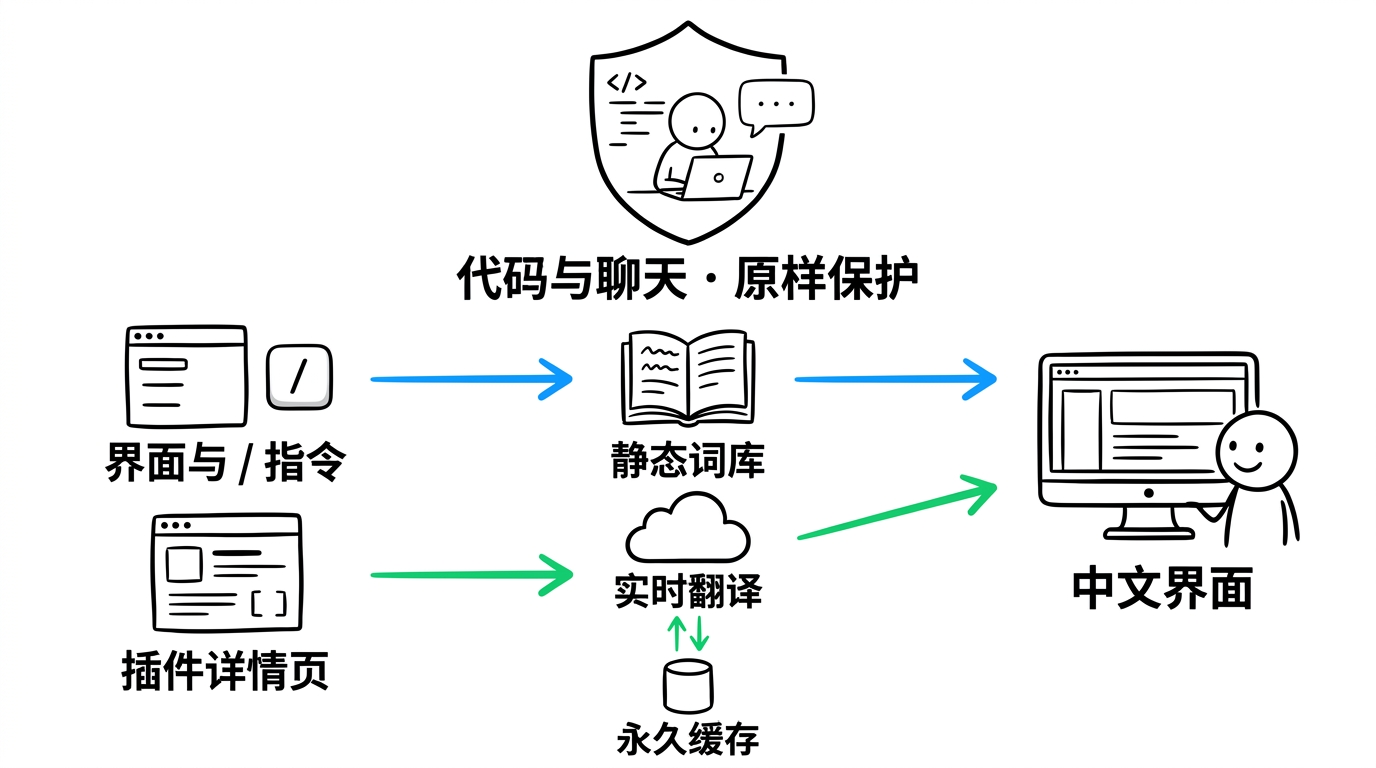 </>
代码与聊天 · 原样保护
/
界面与 / 指令
静态词库
实时翻译
插件详情页
永久缓存
中文界面